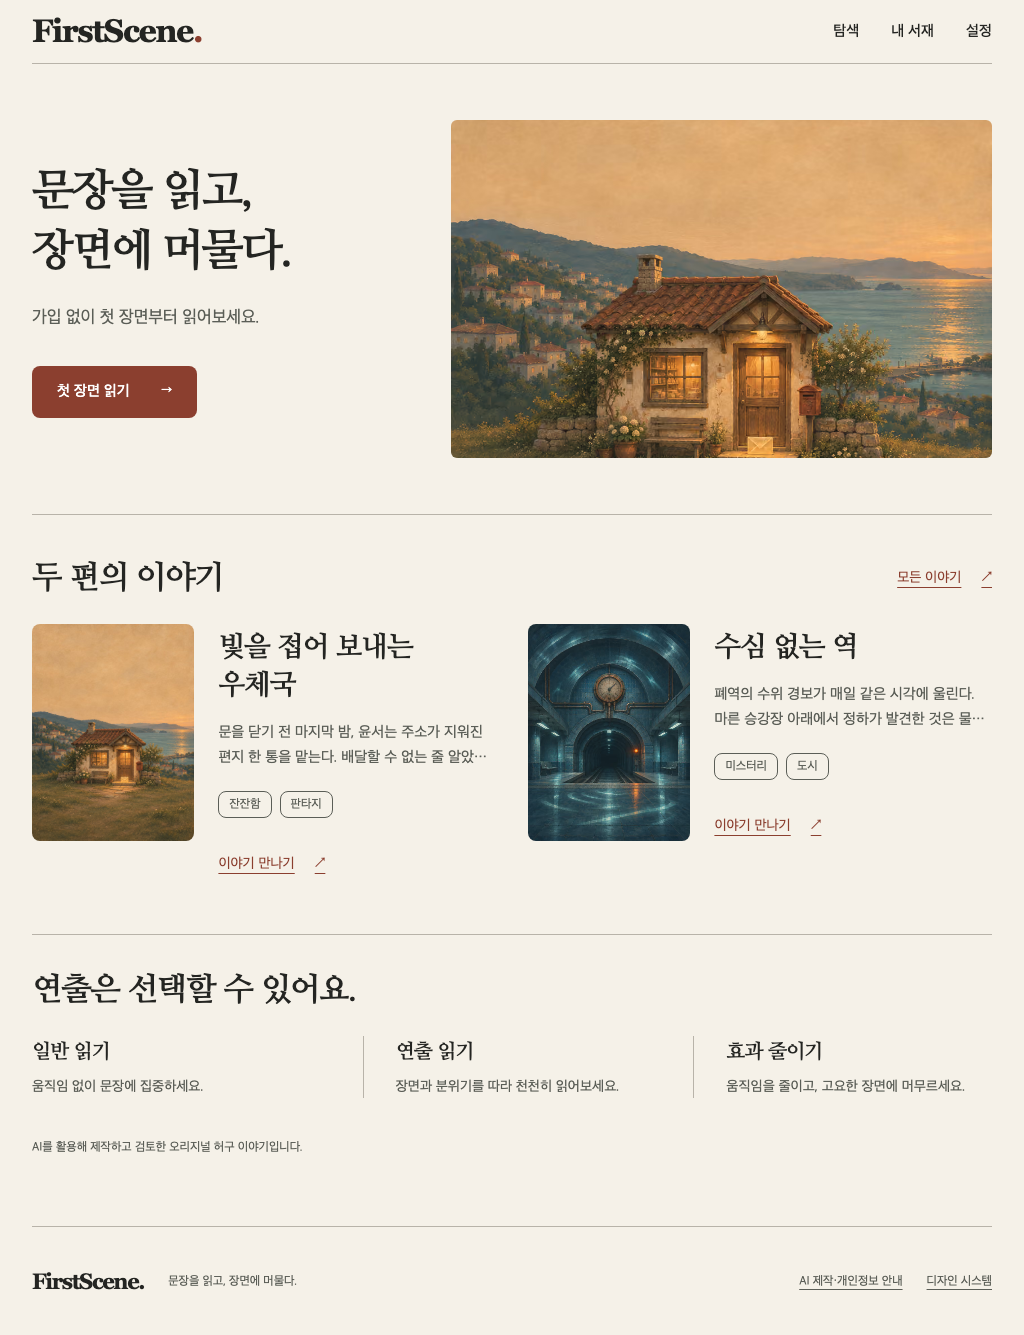 FirstScene.
탐색
내 서재
설정
문장을 읽고,
장면에 머물다.
가입 없이 첫 장면부터 읽어보세요.
첫 장면 읽기 →
두 편의 이야기
모든 이야기 ↗
빛을 접어 보내는
우체국
문을 닫기 전 마지막 밤, 윤서는 주소가 지워진
편지 한 통을 맡는다. 배달할 수 없는 줄 알았…
잔잔함
판타지
이야기 만나기 ↗
수심 없는 역
폐역의 수위 경보가 매일 같은 시각에 울린다.
마른 승강장 아래에서 정하가 발견한 것은 물…
미스터리
도시
이야기 만나기 ↗
연출은 선택할 수 있어요.
일반 읽기
움직임 없이 문장에 집중하세요.
연출 읽기
장면과 분위기를 따라 천천히 읽어보세요.
효과 줄이기
움직임을 줄이고, 고요한 장면에 머무르세요.
AI를 활용해 제작하고 검토한 오리지널 허구 이야기입니다.
FirstScene.
문장을 읽고, 장면에 머물다.
AI 제작·개인정보 안내
디자인 시스템